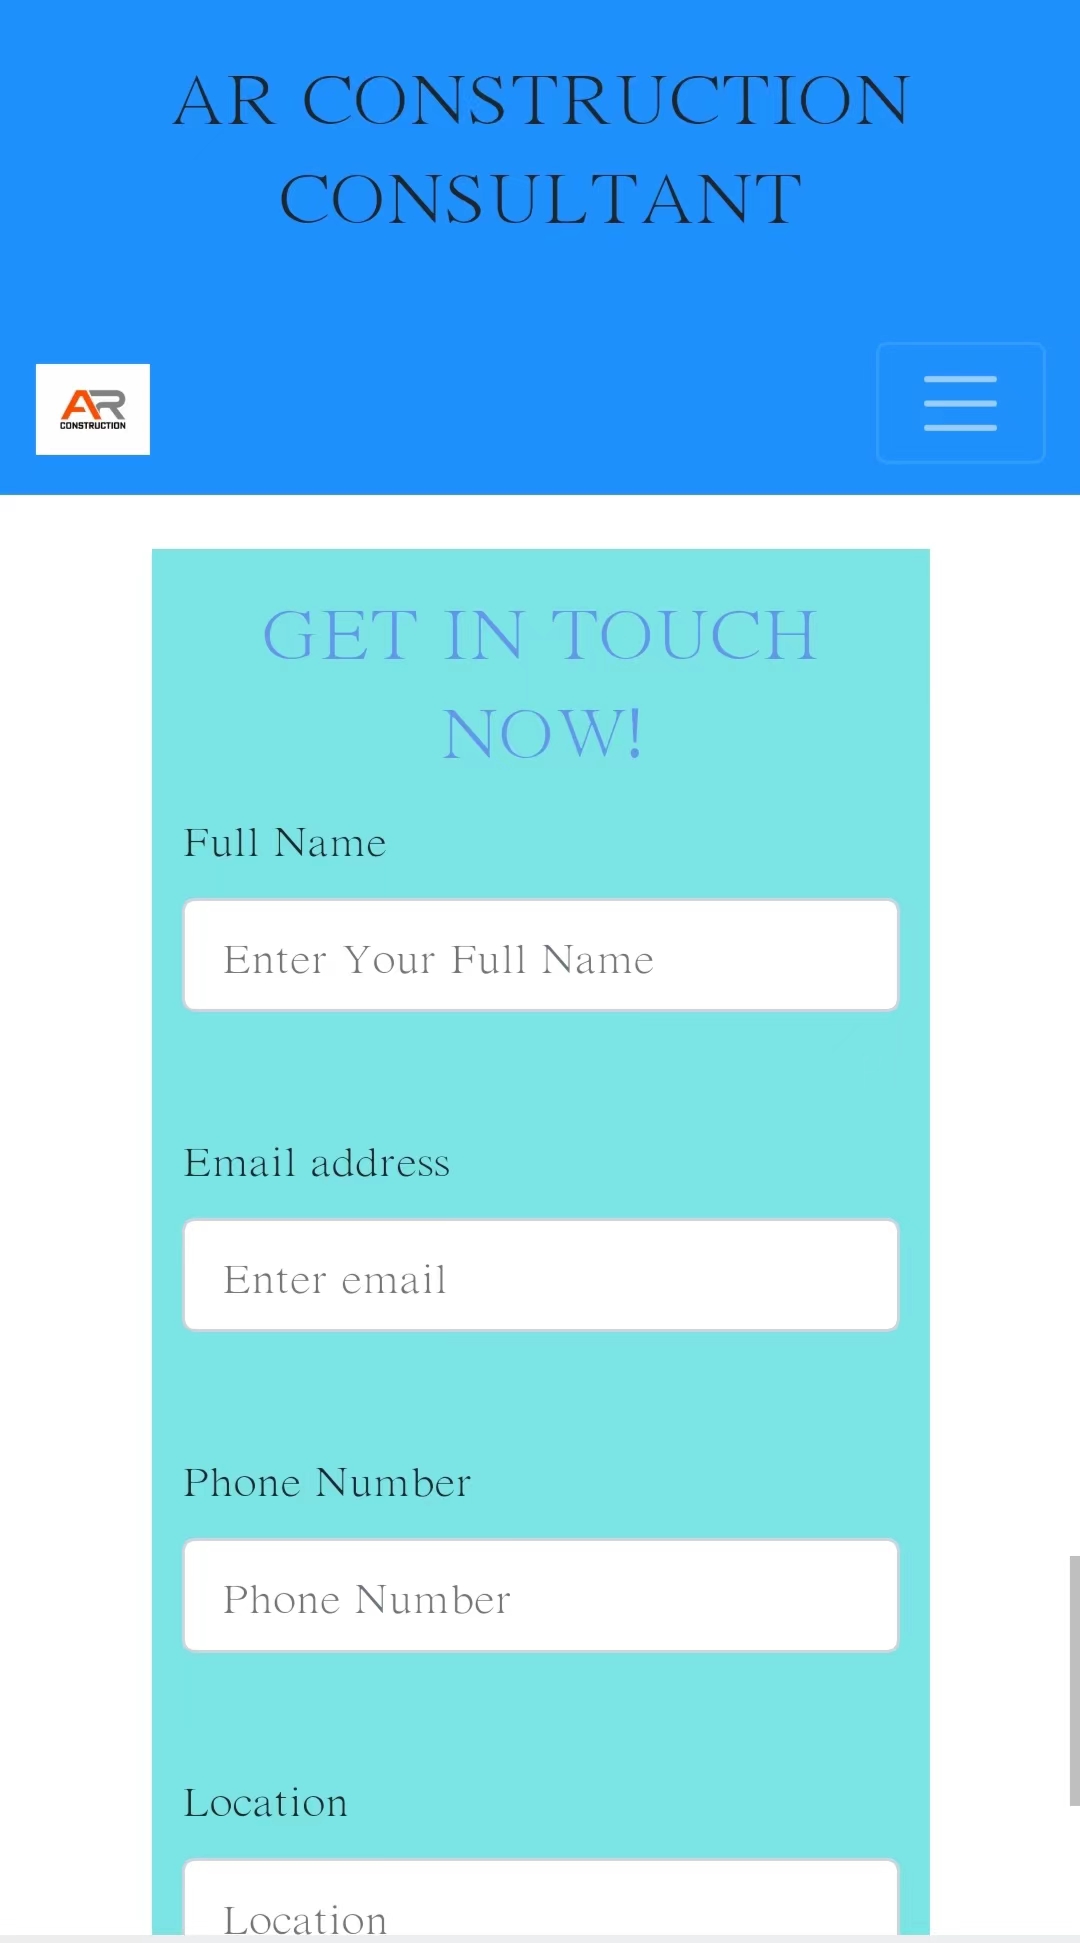 AR CONSTRUCTION
CONSULTANT
AR
CONSTRUCTION
GET IN TOUCH
NOW!
Full Name
Enter Your Full Name
Email address
Enter email
Phone Number
Phone Number
Location
Location